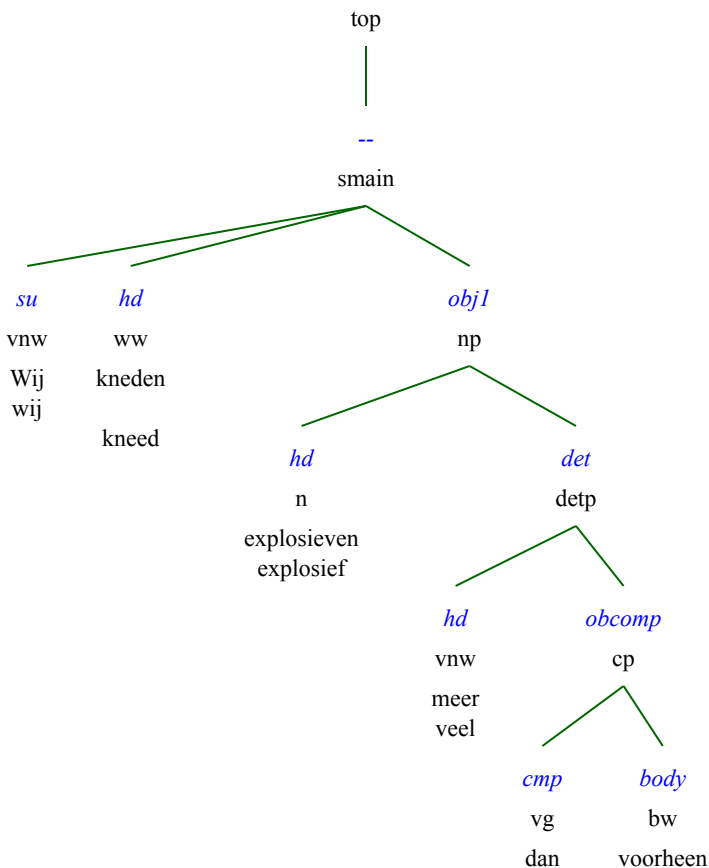 top
--
smain
su hd obj1
vnw ww np
Wij kneden
wij
kneed
hd det
n detp
explosieven
explosief
hd obcomp
vnw cp
meer
veel
cmp body
vg bw
dan voorheen